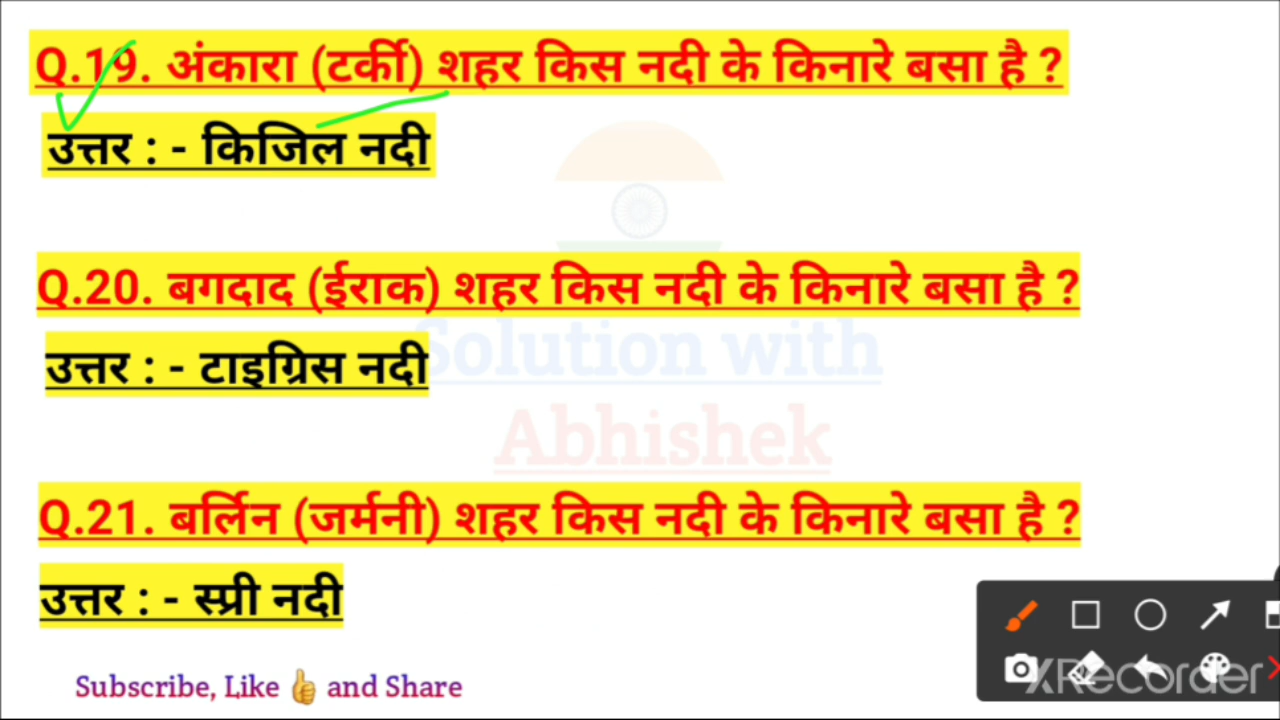 Q.19. अंकारा (टर्की) शहर किस नदी के किनारे बसा है ?
उत्तर : - किजिल नदी
Q.20. बगदाद (ईराक) शहर किस नदी के किनारे बसा है ?
उत्तर : - टाइग्रिस नदी
Solution with
Abhishek
Q.21. बर्लिन (जर्मनी) शहर किस नदी के किनारे बसा है ?
उत्तर : - स्प्री नदी
Subscribe, Like 👍 and Share
XRecorder